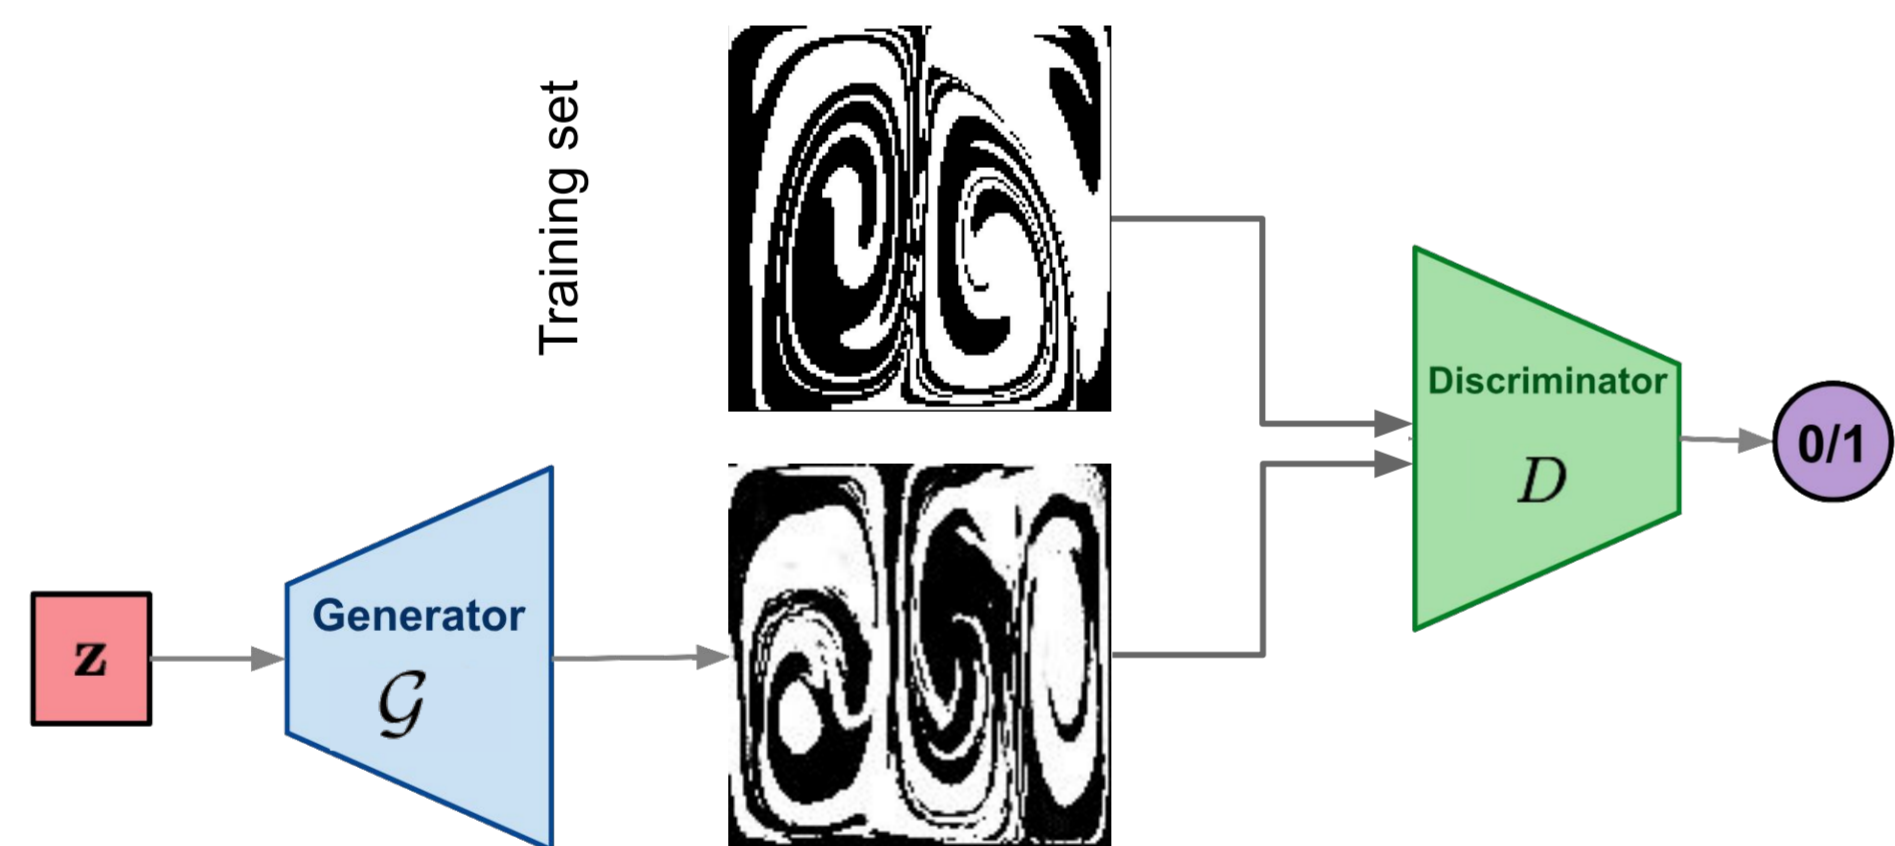 Training set
Discriminator
D
0/1
Generator
𝒢
z